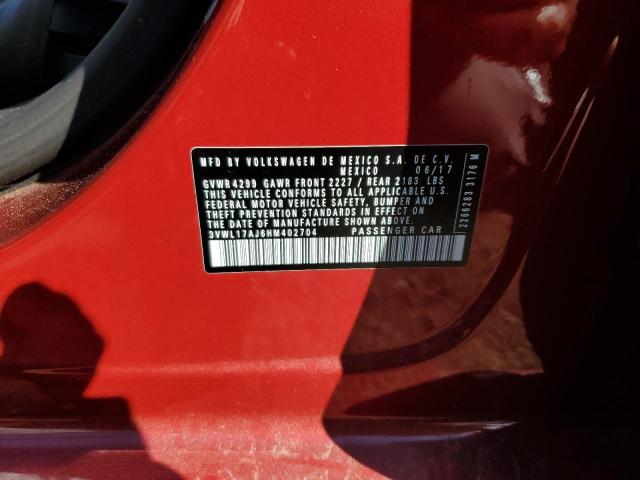 MFD BY VOLKSWAGEN DE MEXICO S.A. DE C.V.
MEXICO 06/17
GVWR 4299 GAWR FRONT 2227 / REAR 2183 LBS
THIS VEHICLE CONFORMS TO ALL APPLICABLE U.S.
FEDERAL MOTOR VEHICLE SAFETY, BUMPER AND
THEFT PREVENTION STANDARDS IN EFFECT ON
THE DATE OF MANUFACTURE SHOWN ABOVE.
3VWL17AJ6HM402704 PASSENGER CAR
2266283 3176 M